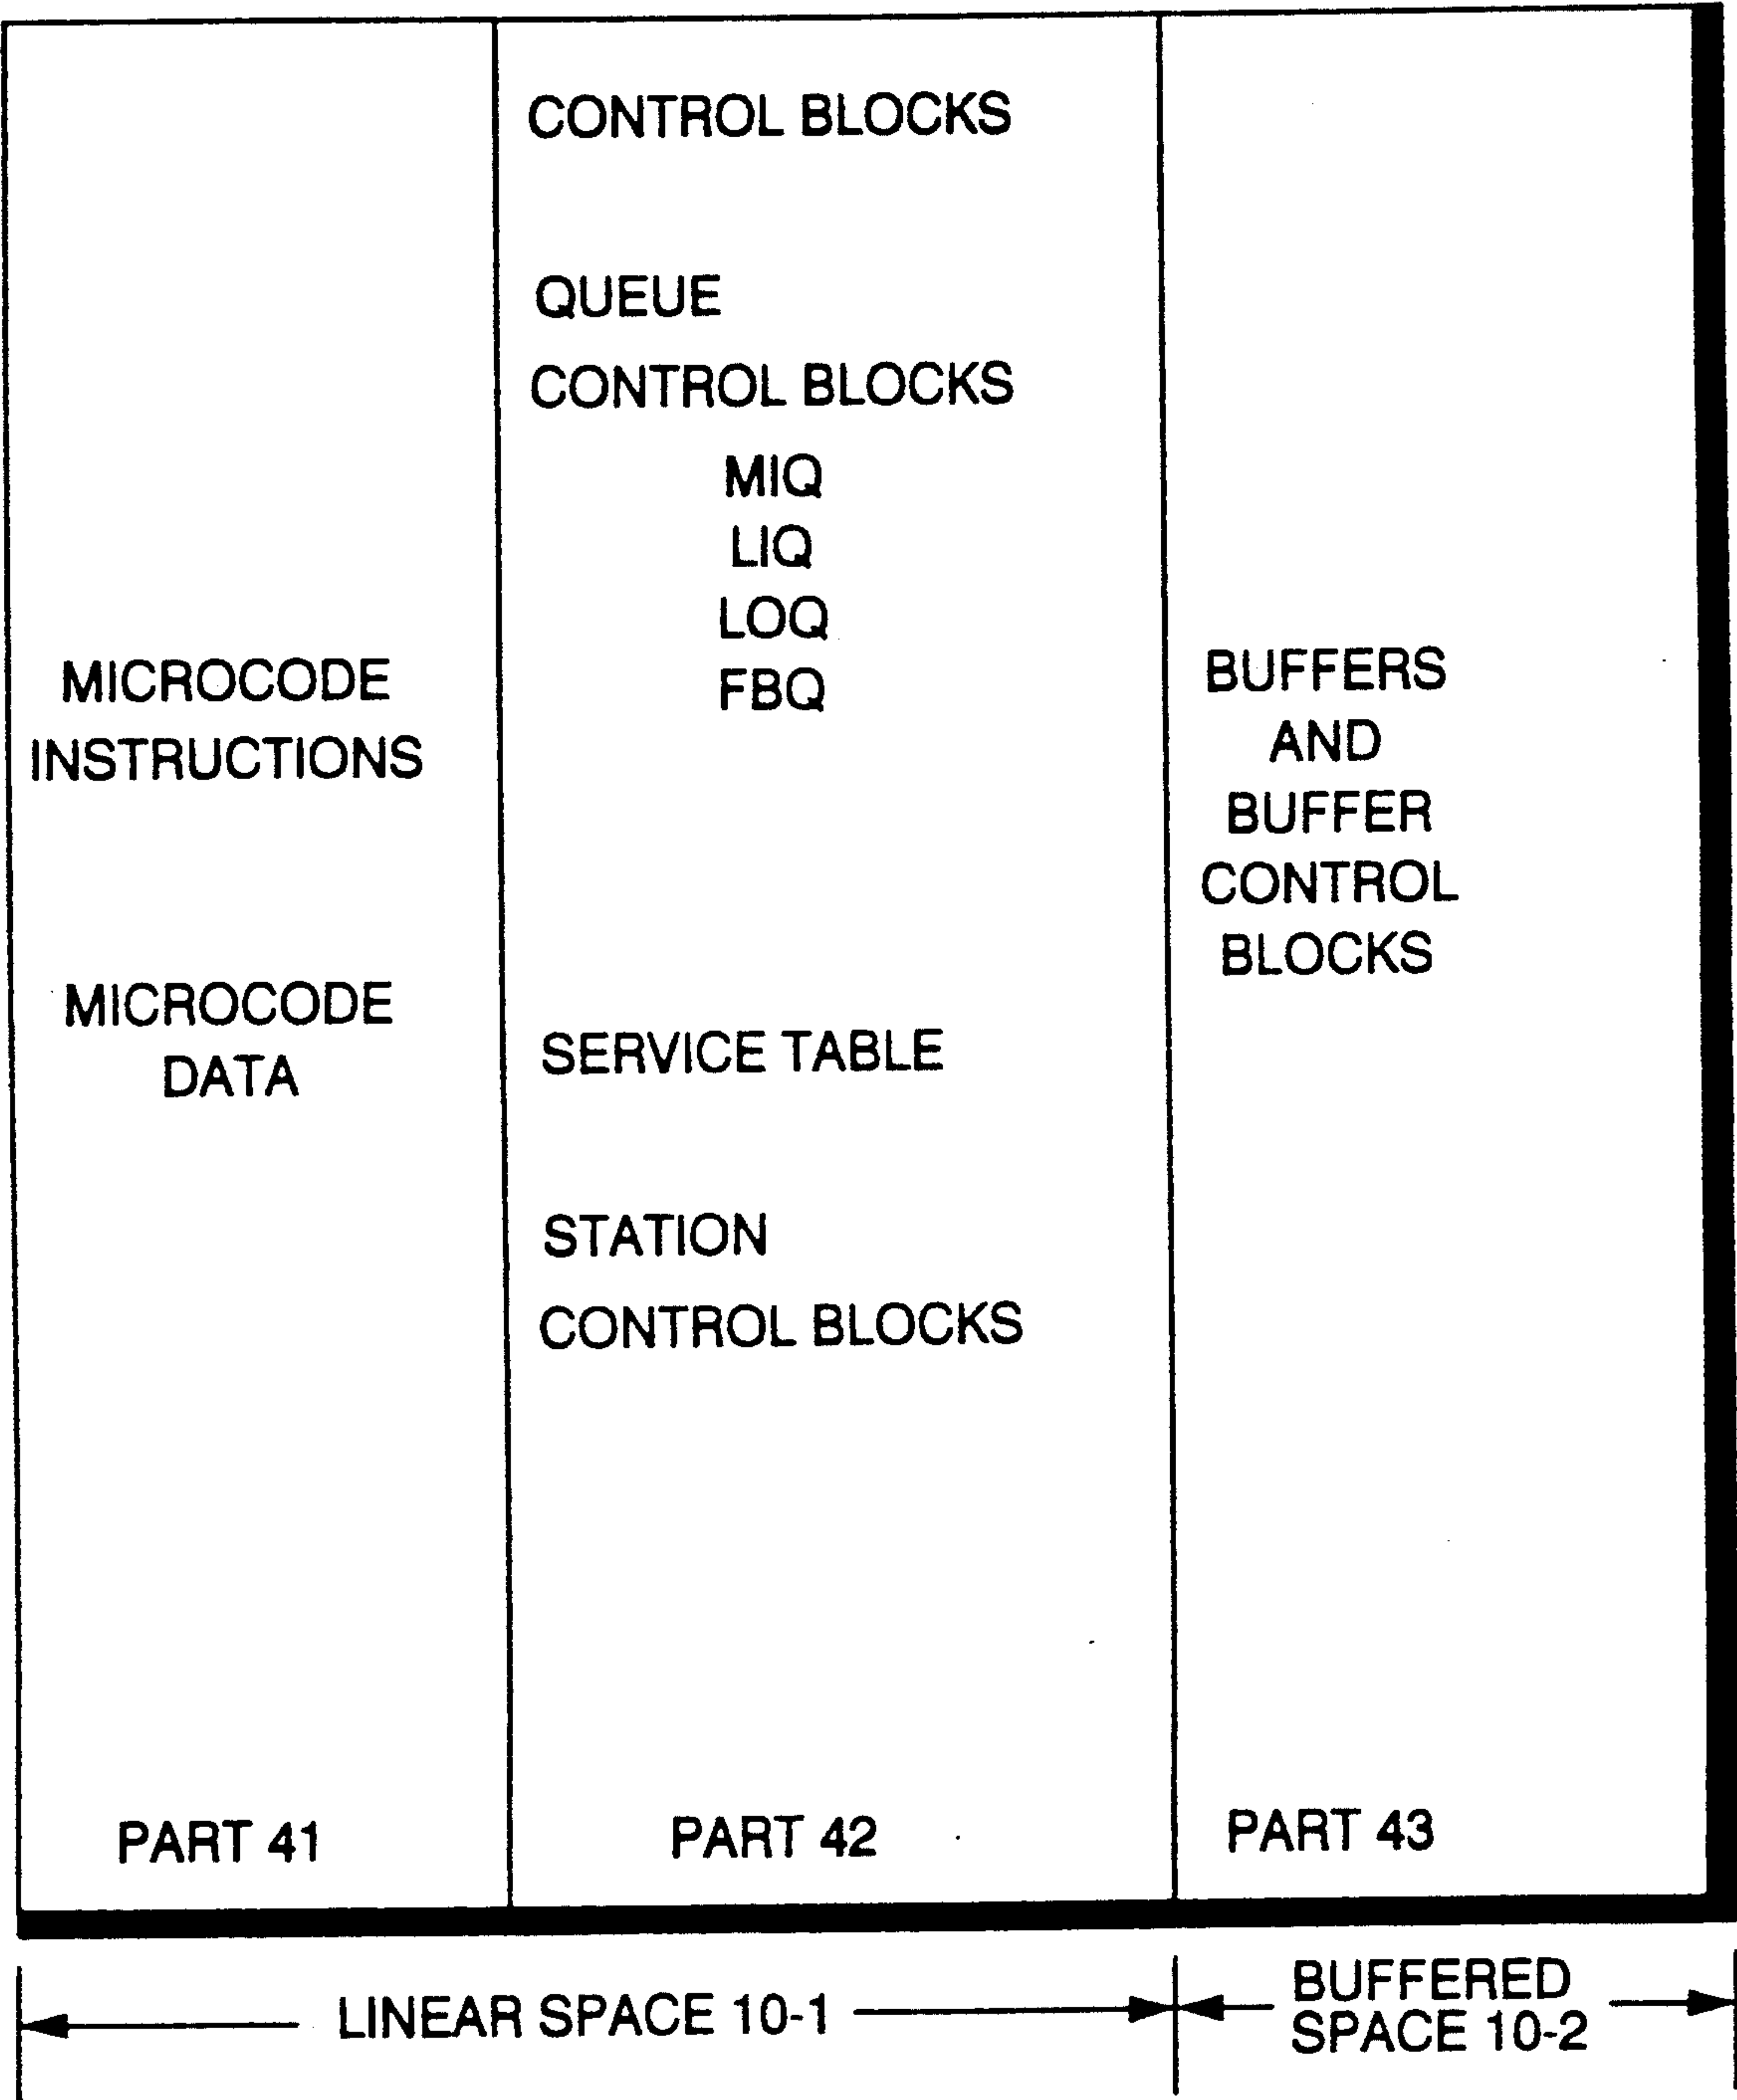 MICROCODE
INSTRUCTIONS
MICROCODE
DATA
PART 41
CONTROL BLOCKS
QUEUE
CONTROL BLOCKS
MIQ
LIQ
LOQ
FBQ
SERVICE TABLE
STATION
CONTROL BLOCKS
PART 42
BUFFERS
AND
BUFFER
CONTROL
BLOCKS
PART 43
LINEAR SPACE 10-1
BUFFERED
SPACE 10-2